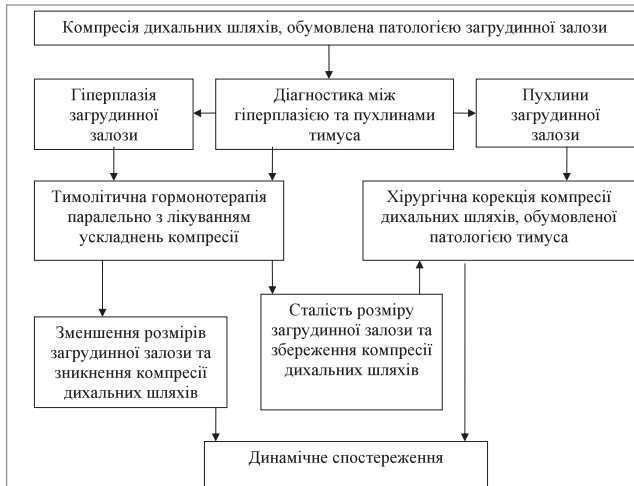 Компресія дихальних шляхів, обумовлена патологією загрудинної залози
Гіперплазія
загрудинної
залози
Діагностика між
гіперплазією та пухлинами
тимуса
Пухлини
загрудинної
залози
Тимолітична гормонотерапія
паралельно з лікуванням
ускладнень компресії
Хірургічна корекція компресії
дихальних шляхів, обумовленої
патологією тимуса
Сталість розміру
загрудинної залози та
збереження компресії
дихальних шляхів
Зменшення розмірів
загрудинної залози та
зникнення компресії
дихальних шляхів
Динамічне спостереження